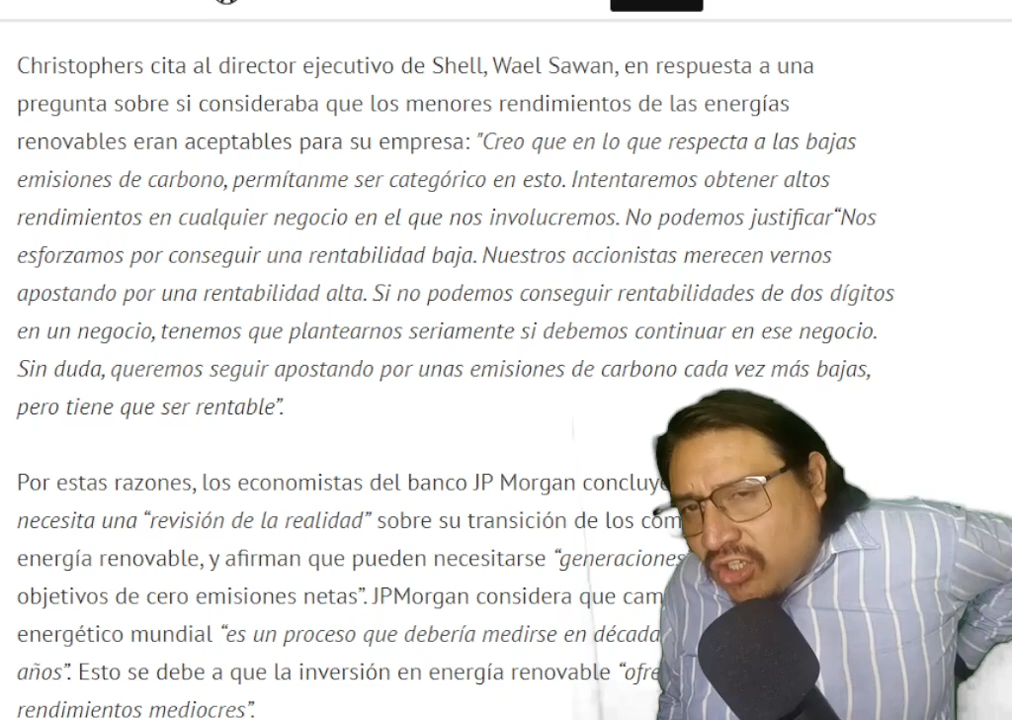 Christophers cita al director ejecutivo de Shell, Wael Sawan, en respuesta a una
pregunta sobre si consideraba que los menores rendimientos de las energías
renovables eran aceptables para su empresa: "Creo que en lo que respecta a las bajas
emisiones de carbono, permítanme ser categórico en esto. Intentaremos obtener altos
rendimientos en cualquier negocio en el que nos involucremos. No podemos justificar“Nos
esforzamos por conseguir una rentabilidad baja. Nuestros accionistas merecen vernos
apostando por una rentabilidad alta. Si no podemos conseguir rentabilidades de dos dígitos
en un negocio, tenemos que plantearnos seriamente si debemos continuar en ese negocio.
Sin duda, queremos seguir apostando por unas emisiones de carbono cada vez más bajas,
pero tiene que ser rentable”.
Por estas razones, los economistas del banco JP Morgan concluye
necesita una “revisión de la realidad” sobre su transición de los com
energía renovable, y afirman que pueden necesitarse “generaciones
objetivos de cero emisiones netas”. JPMorgan considera que cam
energético mundial “es un proceso que debería medirse en década
años”. Esto se debe a que la inversión en energía renovable “ofre
rendimientos mediocres”.